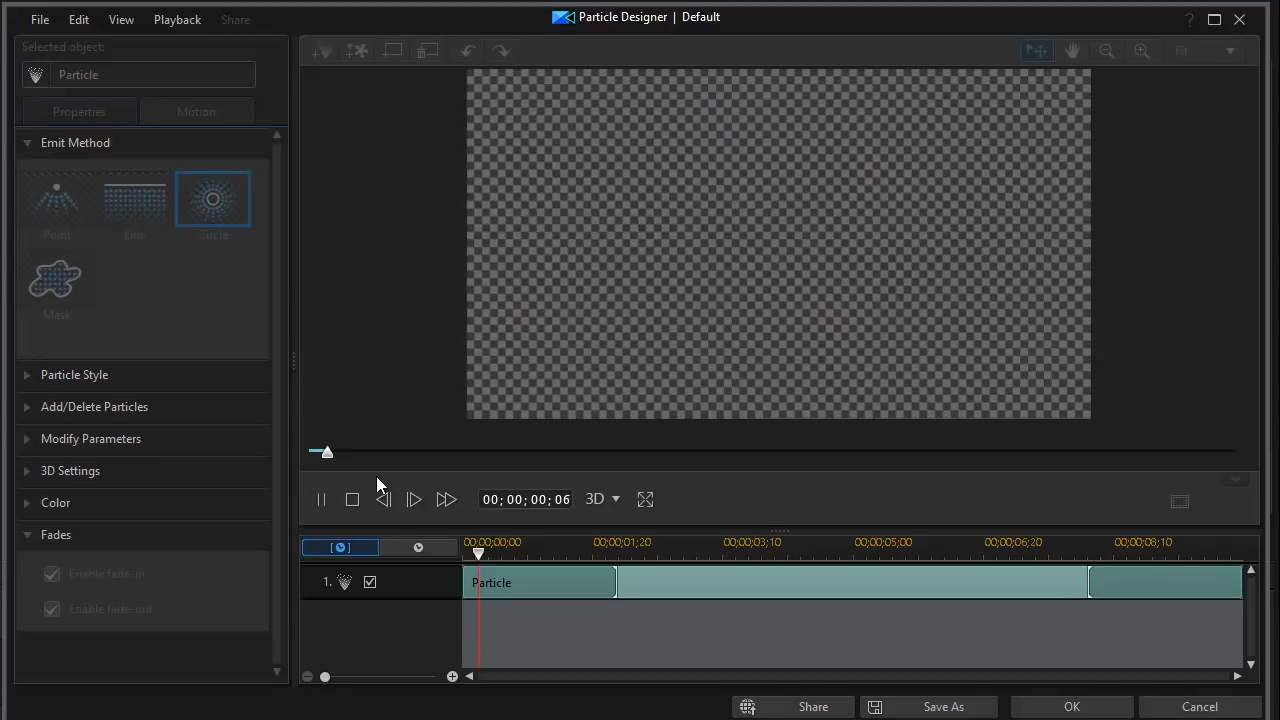 File Edit View Playback Share
Particle Designer | Default
?
Selected object:
Particle
Fit
Properties Motion
Emit Method
Point Line Circle
Mask
Particle Style
Add/Delete Particles
Modify Parameters
3D Settings
Color
Fades
Enable fade-in
Enable fade-out
00; 00; 00; 06 3D
00;00;00;00 00;00;01;20 00;00;03;10 00;00;05;00 00;00;06;20 00;00;08;10
1. Particle
Share Save As OK Cancel